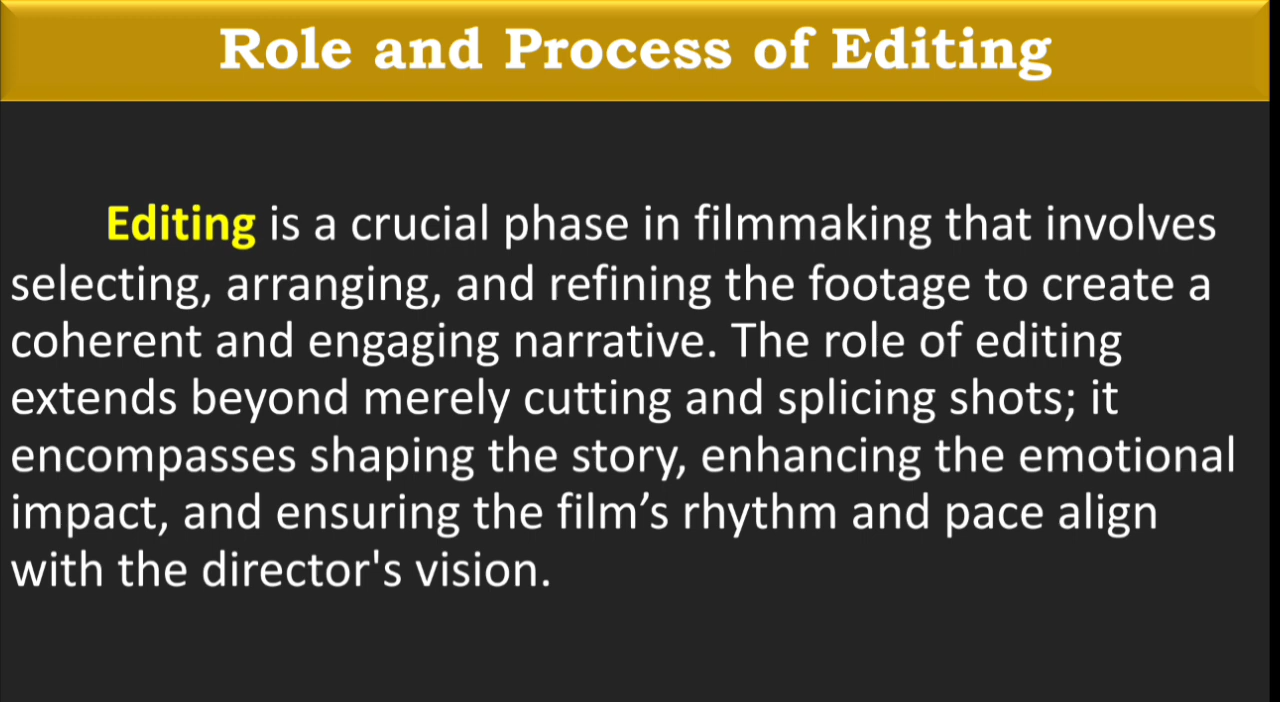 Role and Process of Editing
Editing is a crucial phase in filmmaking that involves
selecting, arranging, and refining the footage to create a
coherent and engaging narrative. The role of editing
extends beyond merely cutting and splicing shots; it
encompasses shaping the story, enhancing the emotional
impact, and ensuring the film’s rhythm and pace align
with the director's vision.